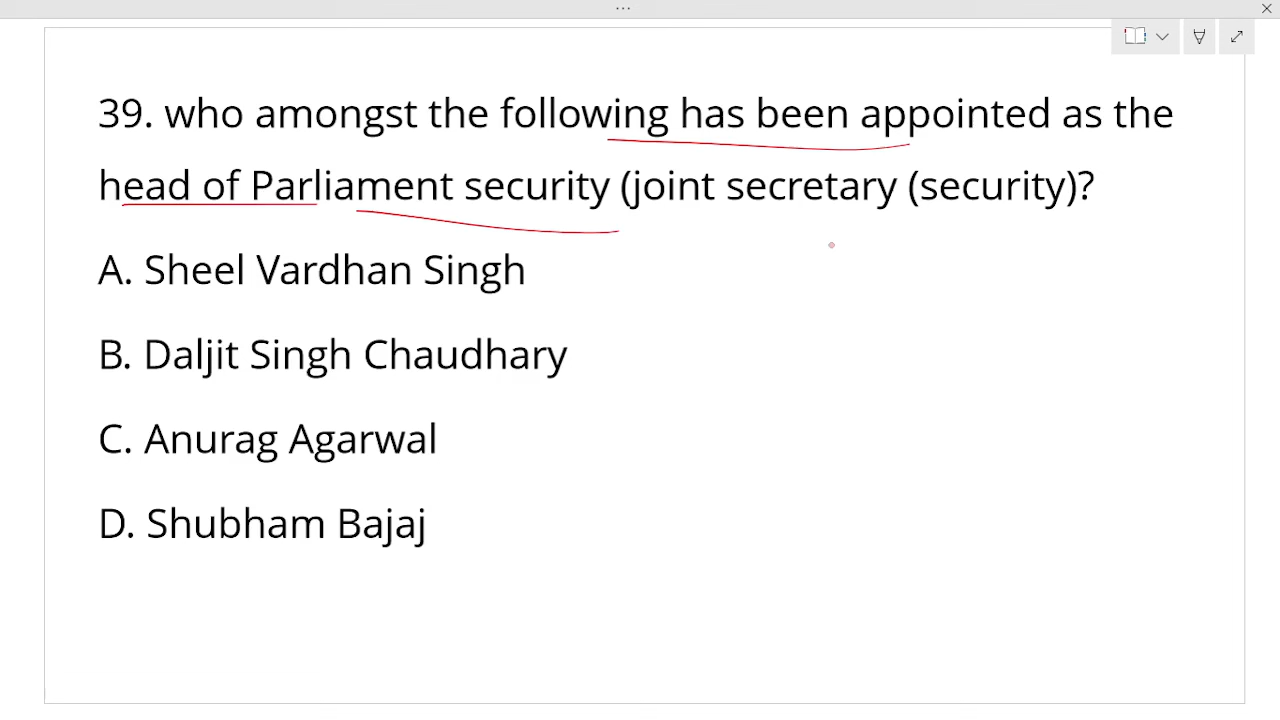 39. who amongst the following has been appointed as the
head of Parliament security (joint secretary (security)?
A. Sheel Vardhan Singh
B. Daljit Singh Chaudhary
C. Anurag Agarwal
D. Shubham Bajaj